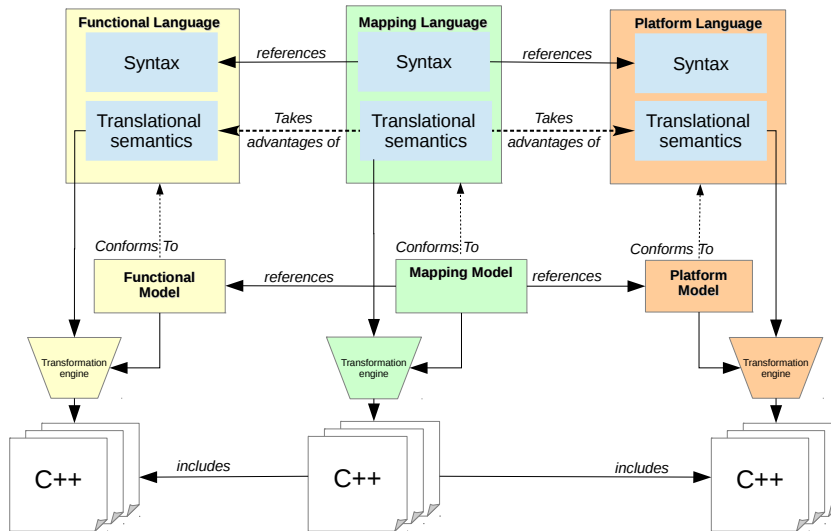 Functional Language
Mapping Language
Platform Language
Syntax
references
Syntax
references
Syntax
Translational
semantics
Takes
advantages of
Translational
semantics
Takes
advantages of
Translational
semantics
Conforms To
Conforms To
Conforms To
Functional
Model
references
Mapping Model
references
Platform
Model
Transformation
engine
Transformation
engine
Transformation
engine
C++
includes
C++
includes
C++